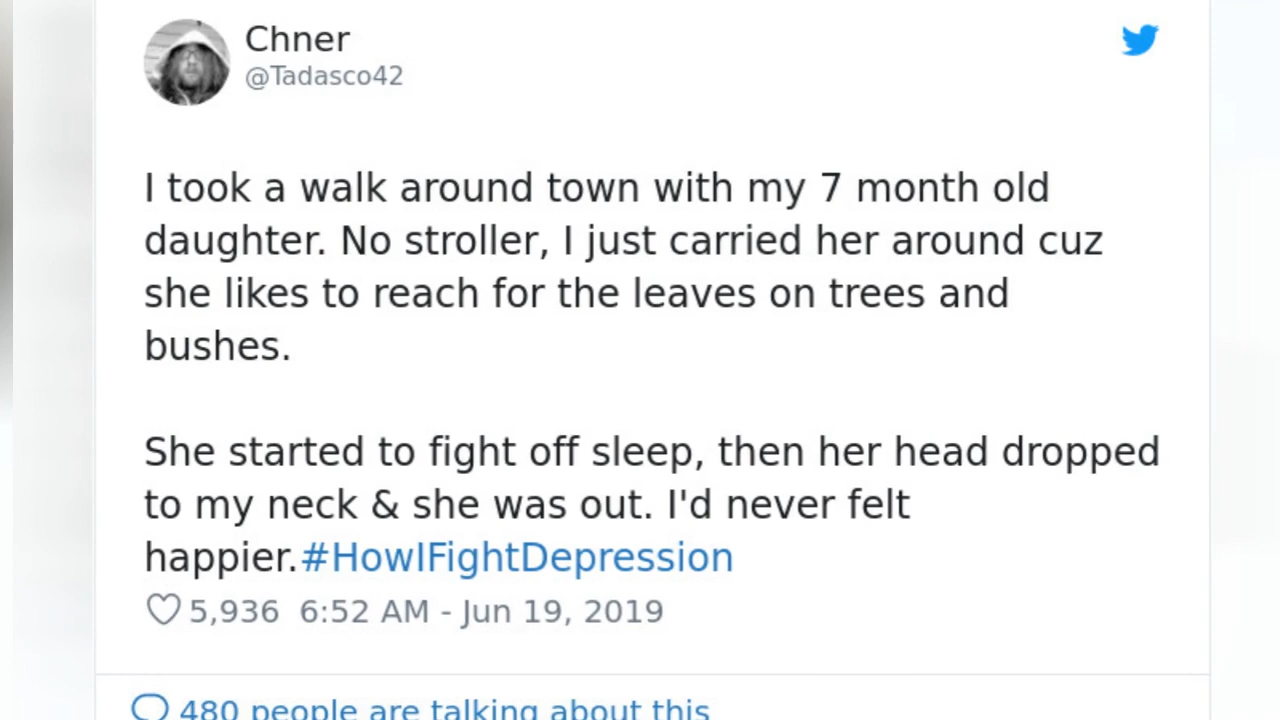 Chner
@Tadasco42
I took a walk around town with my 7 month old
daughter. No stroller, I just carried her around cuz
she likes to reach for the leaves on trees and
bushes.
She started to fight off sleep, then her head dropped
to my neck & she was out. I'd never felt
happier.#HowIFightDepression
5,936 6:52 AM - Jun 19, 2019
480 people are talking about this